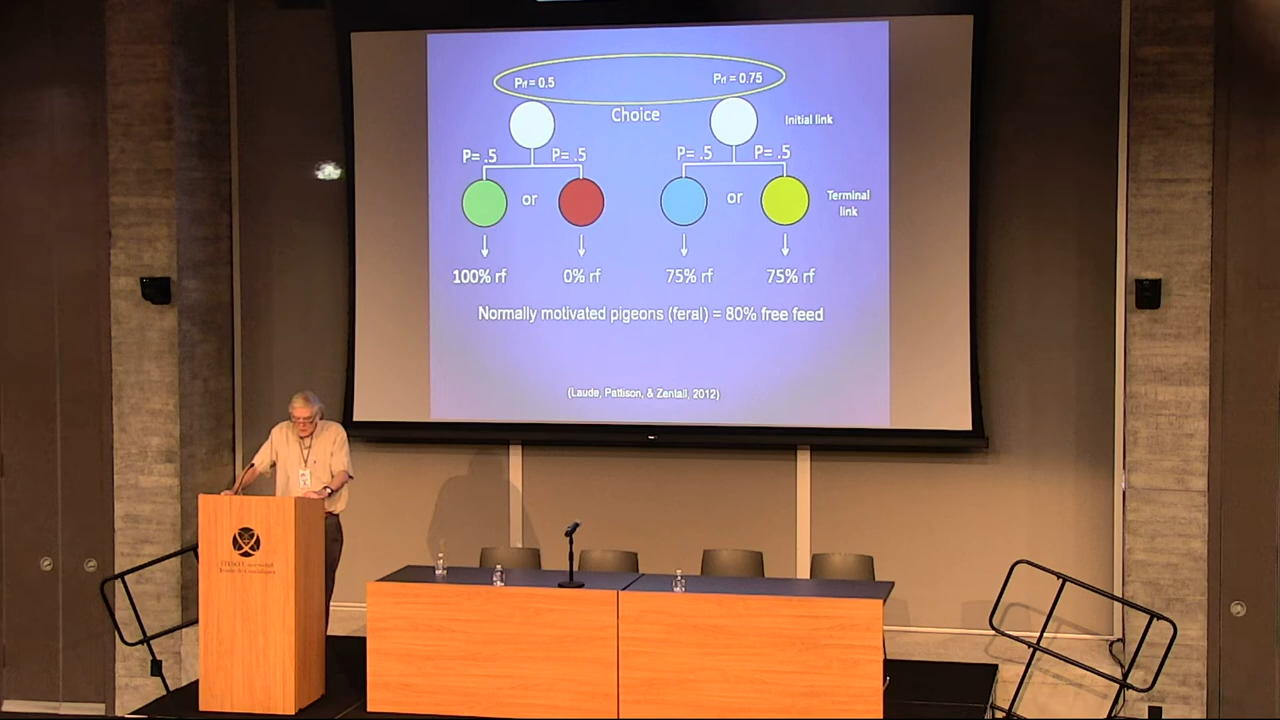 Prf = 0.5 Prf = 0.75
Choice
Initial link
P= .5 P= .5 P= .5 P= .5
or or
Terminal
link
100% rf 0% rf 75% rf 75% rf
Normally motivated pigeons (feral) = 80% free feed
(Laude, Pattison, & Zentall, 2012)